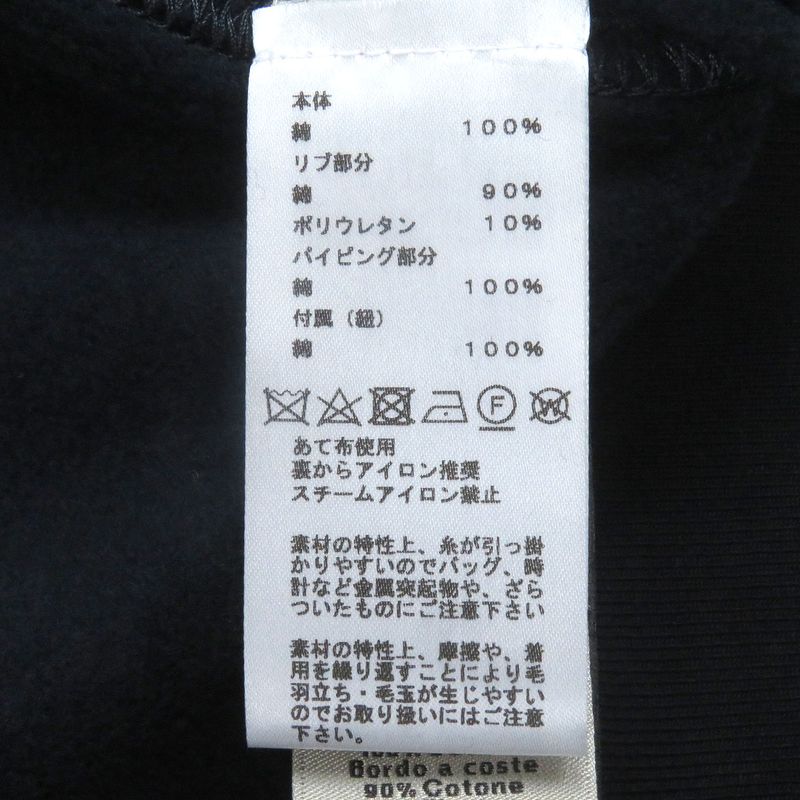 本体
綿 100%
リブ部分
綿 90%
ポリウレタン 10%
パイピング部分
綿 100%
付属（紐）
綿 100%
F W
あて布使用
裏からアイロン推奨
スチームアイロン禁止
素材の特性上、糸が引っ掛
かりやすいのでバッグ、時
計など金属突起物や、ざら
ついたものにご注意下さい
素材の特性上、摩擦や、着
用を繰り返すことにより毛
羽立ち・毛玉が生じやすい
のでお取り扱いにはご注意
下さい。
Bordo a coste
90% Cotone